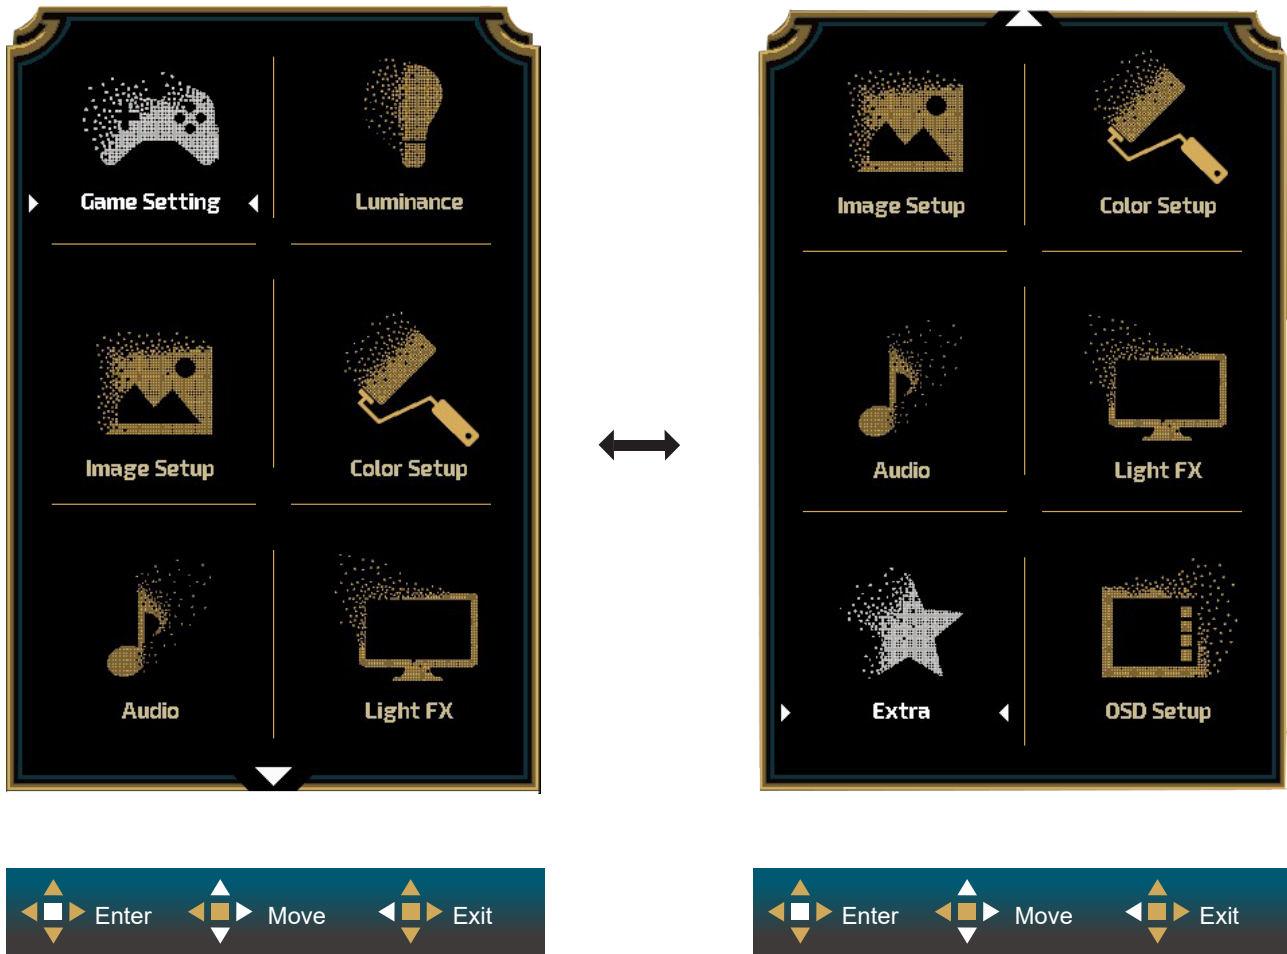 Game Setting
Luminance
Image Setup
Color Setup
Audio
Light FX
Enter
Move
Exit
Image Setup
Color Setup
Audio
Light FX
Extra
OSD Setup
Enter
Move
Exit